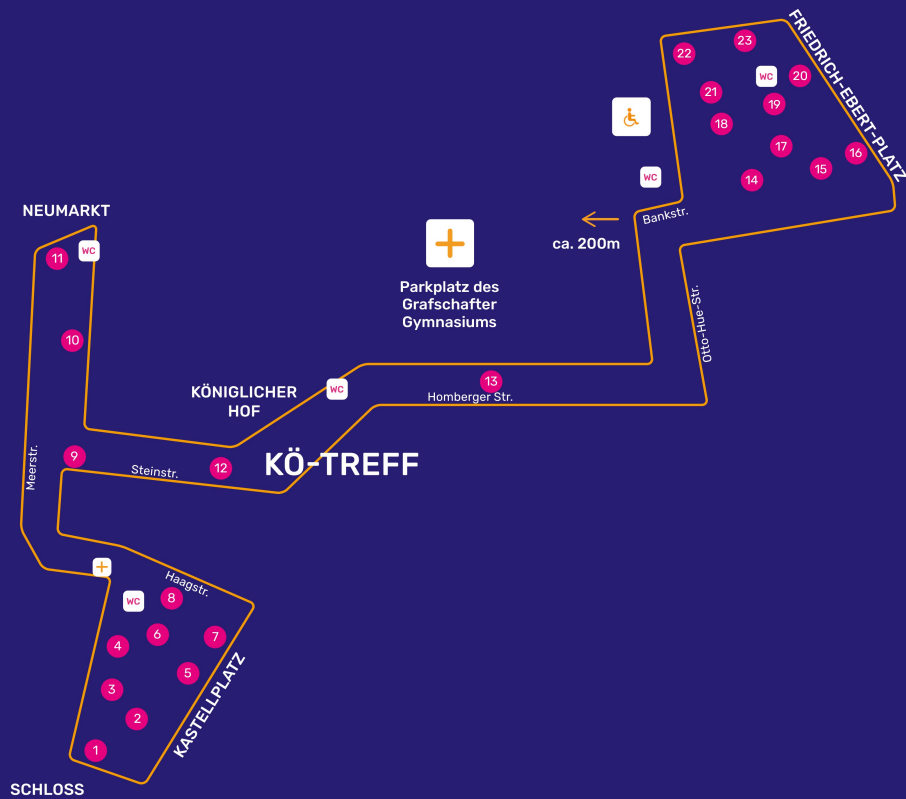 FRIEDRICH-EBERT-PLATZ
23
22
WC
20
21
19
18
17
16
15
14
WC
NEUMARKT
Bankstr.
ca. 200m
11
WC
Parkplatz des
Grafschafter
Gymnasiums
Otto-Hue-Str.
10
KÖNIGLICHER
HOF
WC
13
Homberger Str.
9
Meerstr.
Steinstr.
12
KÖ-TREFF
Haagstr.
WC
8
6
7
4
5
3
2
KASTELLPLATZ
1
SCHLOSS